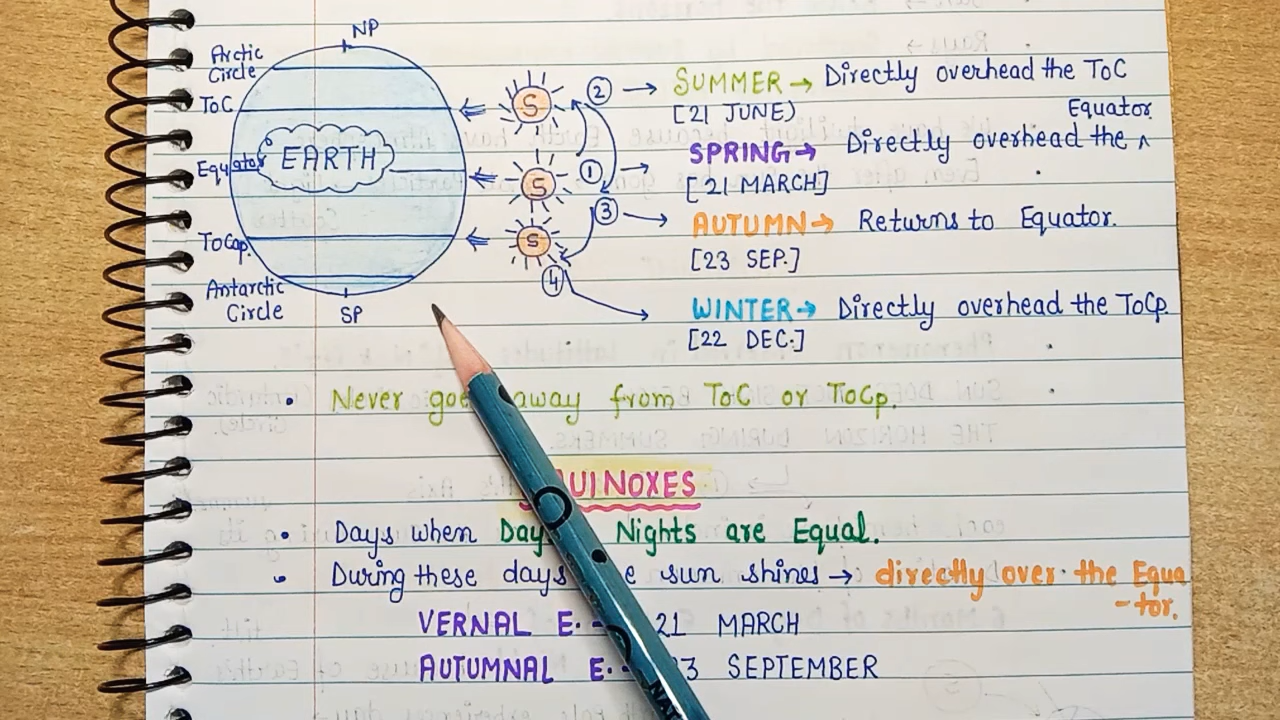 NP
Arctic
Circle
ToC
Equator
EARTH
ToCap.
Antarctic
Circle
SP
S
S
S
② → SUMMER → Directly overhead the ToC
[21 JUNE)
Equator
① → SPRING → Directly overhead the ^
[21 MARCH]
③ → AUTUMN → Returns to Equator.
[23 SEP.]
④ → WINTER → Directly overhead the ToCp.
[22 DEC.]
• Never away from ToC or ToCp.
UINOXES
• Days when Day Nights are Equal.
• During these days sun shines → directly over the Equa
-tor.
VERNAL E. - 21 MARCH
AUTUMNAL E. 3 SEPTEMBER